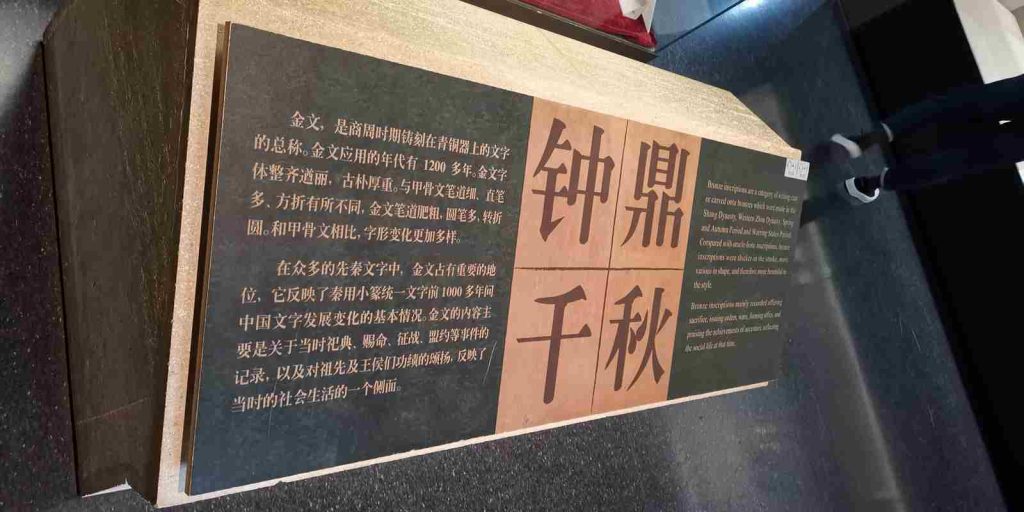 金文，是商周时期铸刻在青铜器上的文字
的总称。金文应用的年代有 1200 多年。金文字
体整齐遒丽，古朴厚重。与甲骨文笔道细、直笔
多、方折有所不同，金文笔道肥粗，圆笔多，转折
圆。和甲骨文相比，字形变化更加多样。
在众多的先秦文字中，金文占有重要的地
位，它反映了秦用小篆统一文字前 1000 多年间
中国文字发展变化的基本情况。金文的内容主
要是关于当时祀典、赐命、征战、盟约等事件的
记录，以及对祖先及王侯们功绩的颂扬，反映了
当时的社会生活的一个侧面。
钟鼎
千秋
Bronze inscriptions are a category of writing cast
or carved onto bronzes which were made in the
Shang Dynasty, Western Zhou Dynasty, Spring
and Autumn Period and Warring States Period.
Compared with oracle-bone inscriptions, bronze
inscriptions were thicker in the stroke, more
various in shape, and therefore more beautiful in
the style.
Bronze inscriptions mainly recorded offering
sacrifice, issuing orders, wars, forming allies, and
praising the achievements of ancestors, reflecting
the social life at that time.